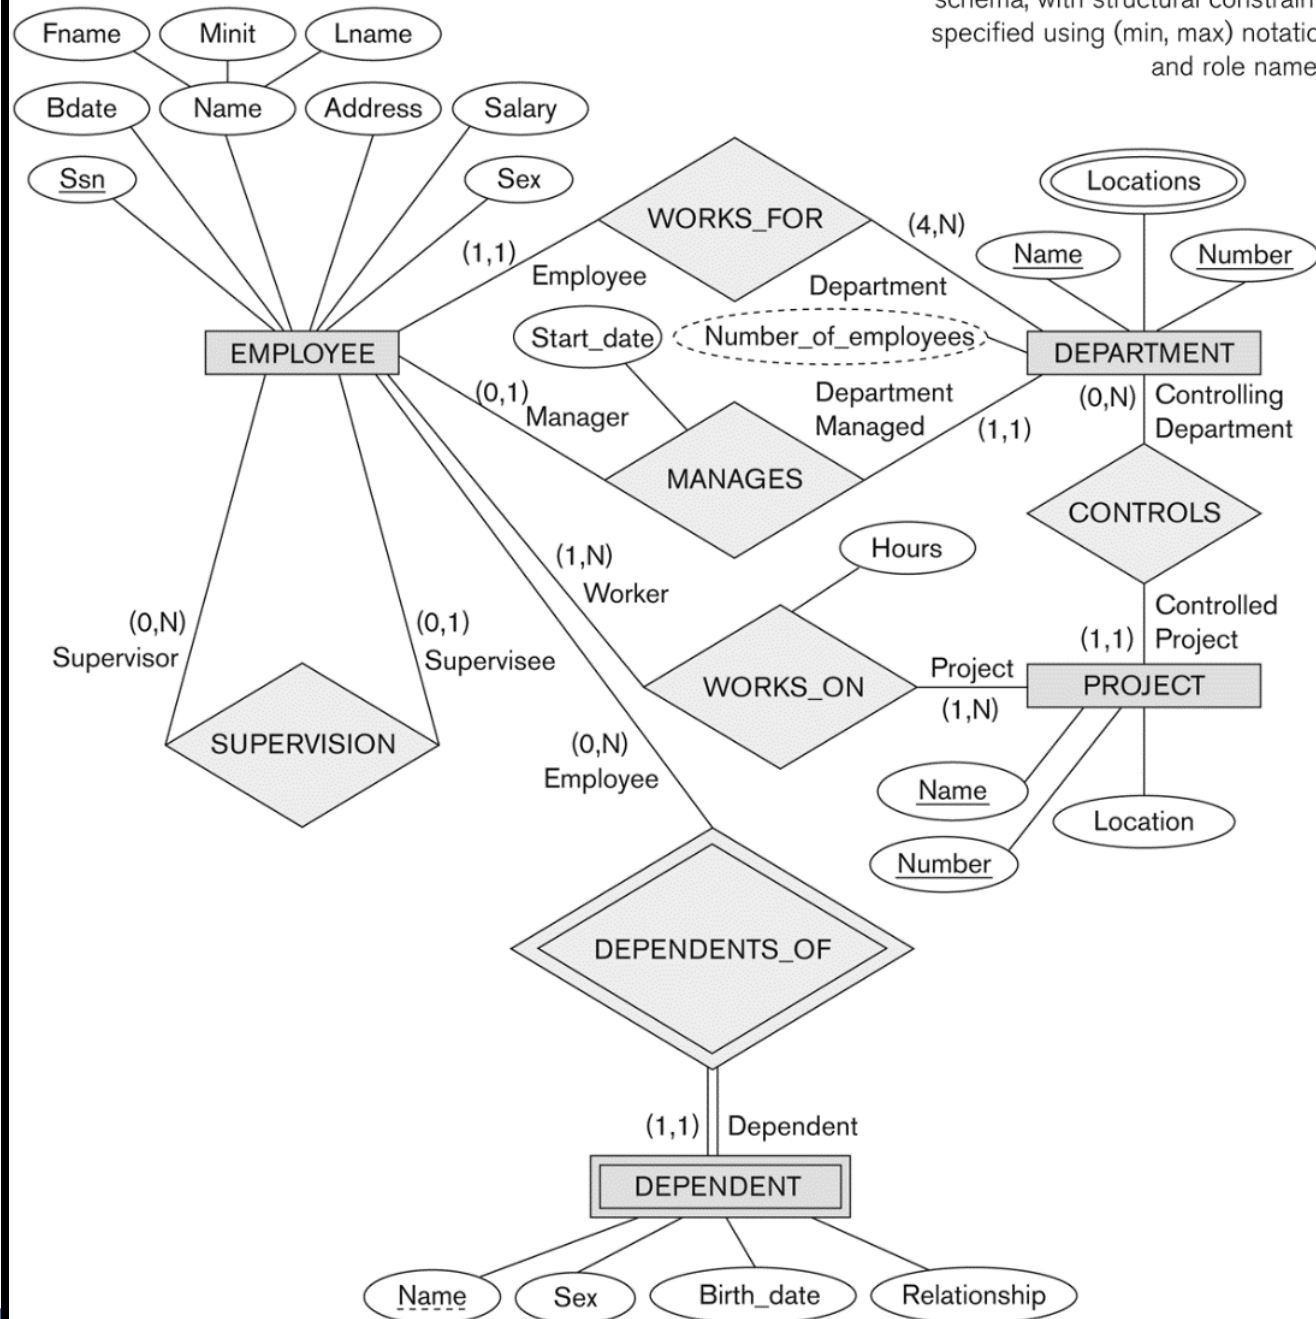 schema, with structural constrain
specified using (min, max) notatio
and role name
Fname
Minit
Lname
Bdate
Name
Address
Salary
Ssn
Sex
WORKS_FOR
Locations
(4,N)
Name
Number
(1,1)
Employee
Department
Start_date
Number_of_employees
EMPLOYEE
DEPARTMENT
(0,1)
Manager
Department
Managed
(1,1)
(0,N)
Controlling
Department
MANAGES
CONTROLS
Hours
(1,N)
Worker
(0,N)
Supervisor
(0,1)
Supervisee
Controlled
Project
(1,1)
WORKS_ON
Project
(1,N)
PROJECT
SUPERVISION
(0,N)
Employee
Name
Location
Number
DEPENDENTS_OF
(1,1)
Dependent
DEPENDENT
Name
Sex
Birth_date
Relationship